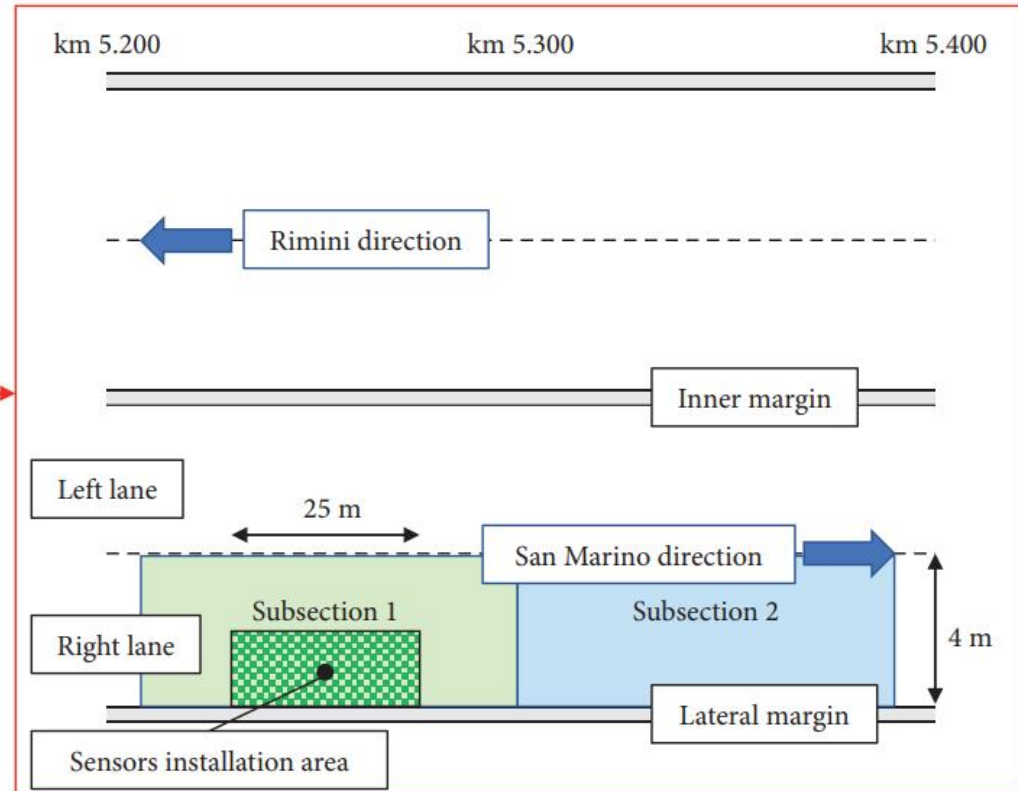 km 5.200
km 5.300
km 5.400
Rimini direction
Inner margin
Left lane
25 m
San Marino direction
Subsection 1
Subsection 2
Right lane
4 m
Lateral margin
Sensors installation area